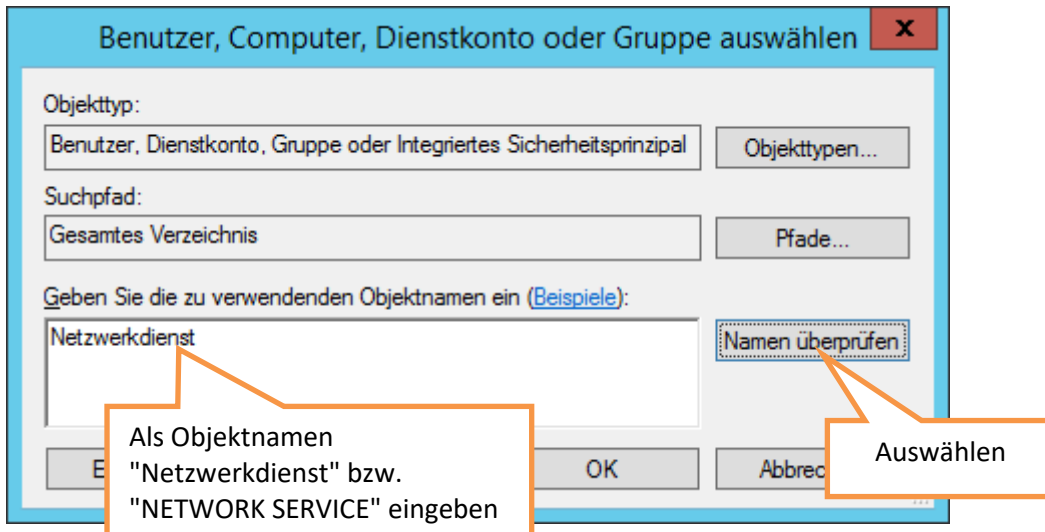 Benutzer, Computer, Dienstkonto oder Gruppe auswählen
x
Objekttyp:
Benutzer, Dienstkonto, Gruppe oder Integriertes Sicherheitsprinzipal
Objekttypen...
Suchpfad:
Gesamtes Verzeichnis
Pfade...
Geben Sie die zu verwendenden Objektnamen ein (Beispiele):
Netzwerkdienst
Namen überprüfen
Als Objektnamen
"Netzwerkdienst" bzw.
"NETWORK SERVICE" eingeben
OK
Auswählen